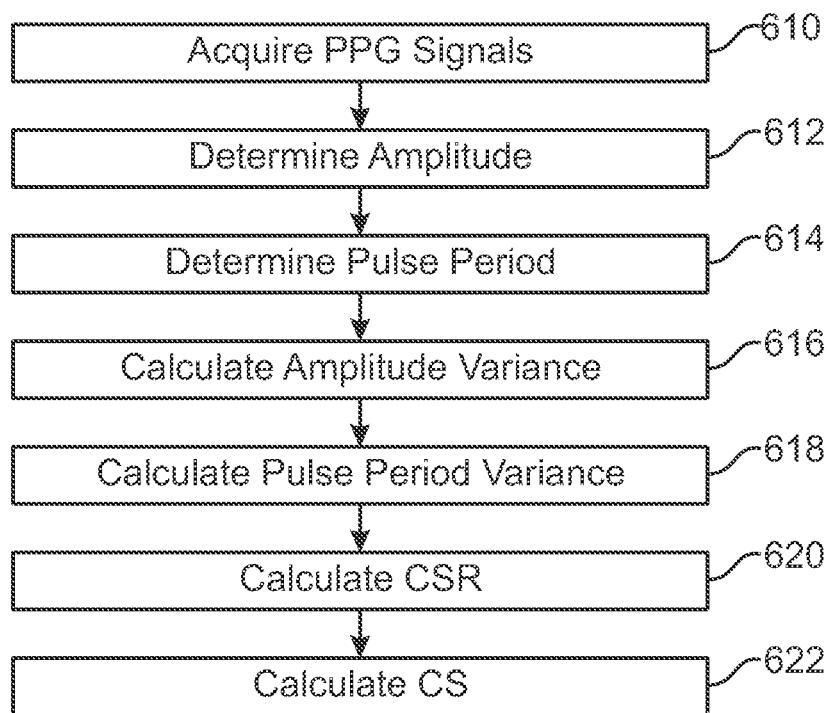 Acquire PPG Signals 610
Determine Amplitude 612
Determine Pulse Period 614
Calculate Amplitude Variance 616
Calculate Pulse Period Variance 618
Calculate CSR 620
Calculate CS 622